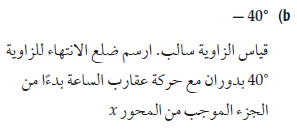 (b −40°
قياس الزاوية سالب. ارسم ضلع الانتهاء للزاوية
40° بدوران مع حركة عقارب الساعة بدءًا من
الجزء الموجب من المحور x